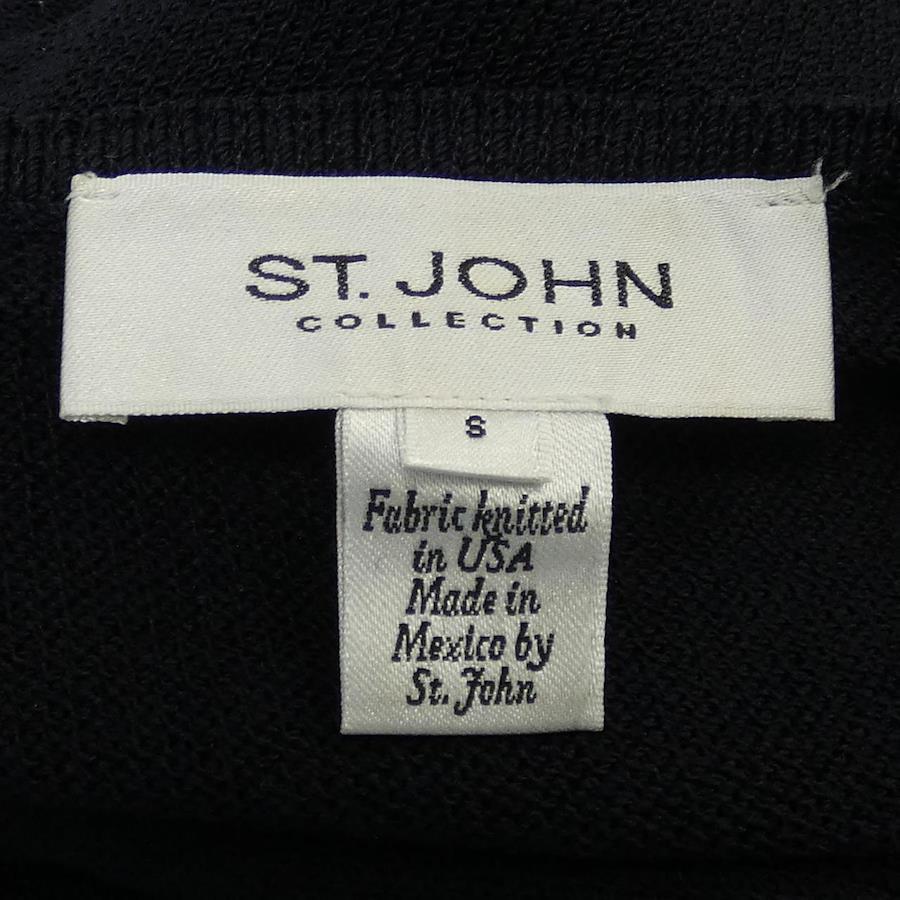 ST. JOHN
COLLECTION
S
Fabric knitted
in USA
Made in
Mexico by
St. John